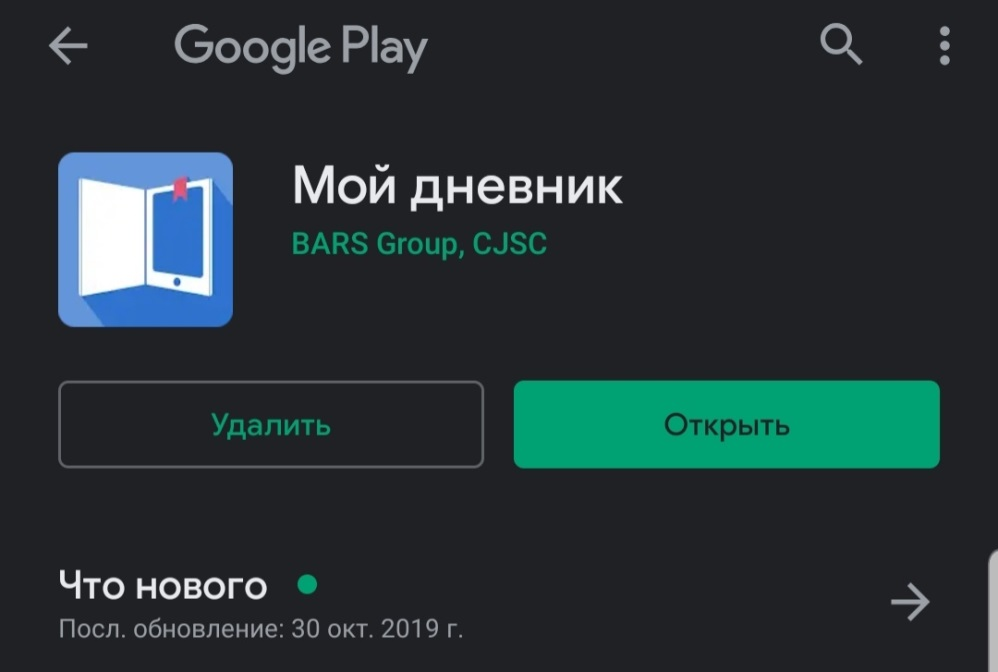 Google Play
Мой дневник
BARS Group, CJSC
Удалить
Открыть
Что нового
Посл. обновление: 30 окт. 2019 г.